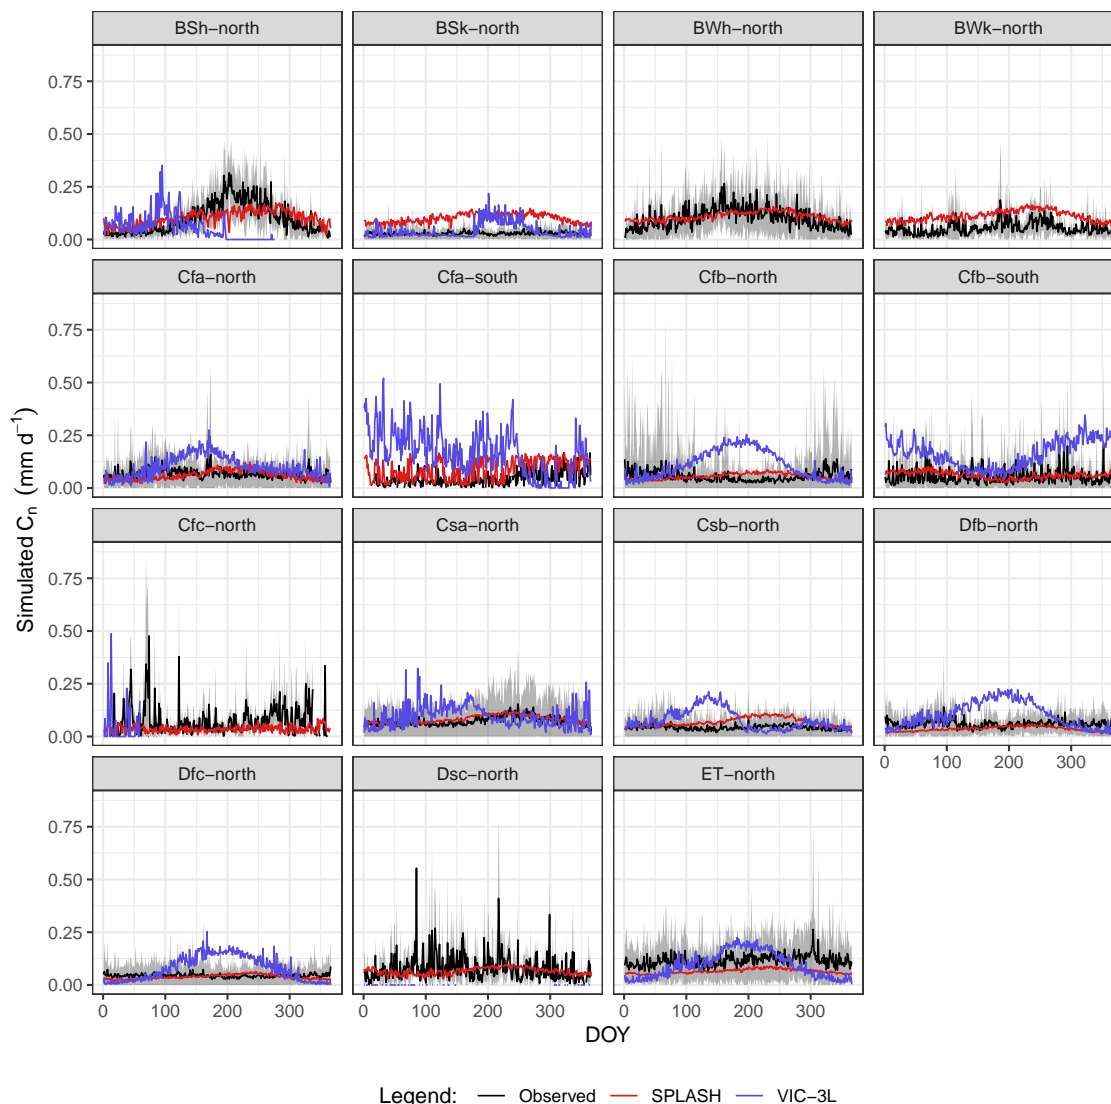 BSh−north BSk−north BWh−north BWk−north
0.75
0.50
0.25
0.00
Cfa−north Cfa−south Cfb−north Cfb−south
0.75
0.50
0.25
0.00
Cfc−north Csa−north Csb−north Dfb−north
0.75
0.50
0.25
0.00
0 100 200 300
Dfc−north Dsc−north ET−north
0.75
0.50
0.25
0.00
0 100 200 300 0 100 200 300 0 100 200 300
Simulated Cn (mm d−1)
DOY
Legend: Observed SPLASH VIC−3L